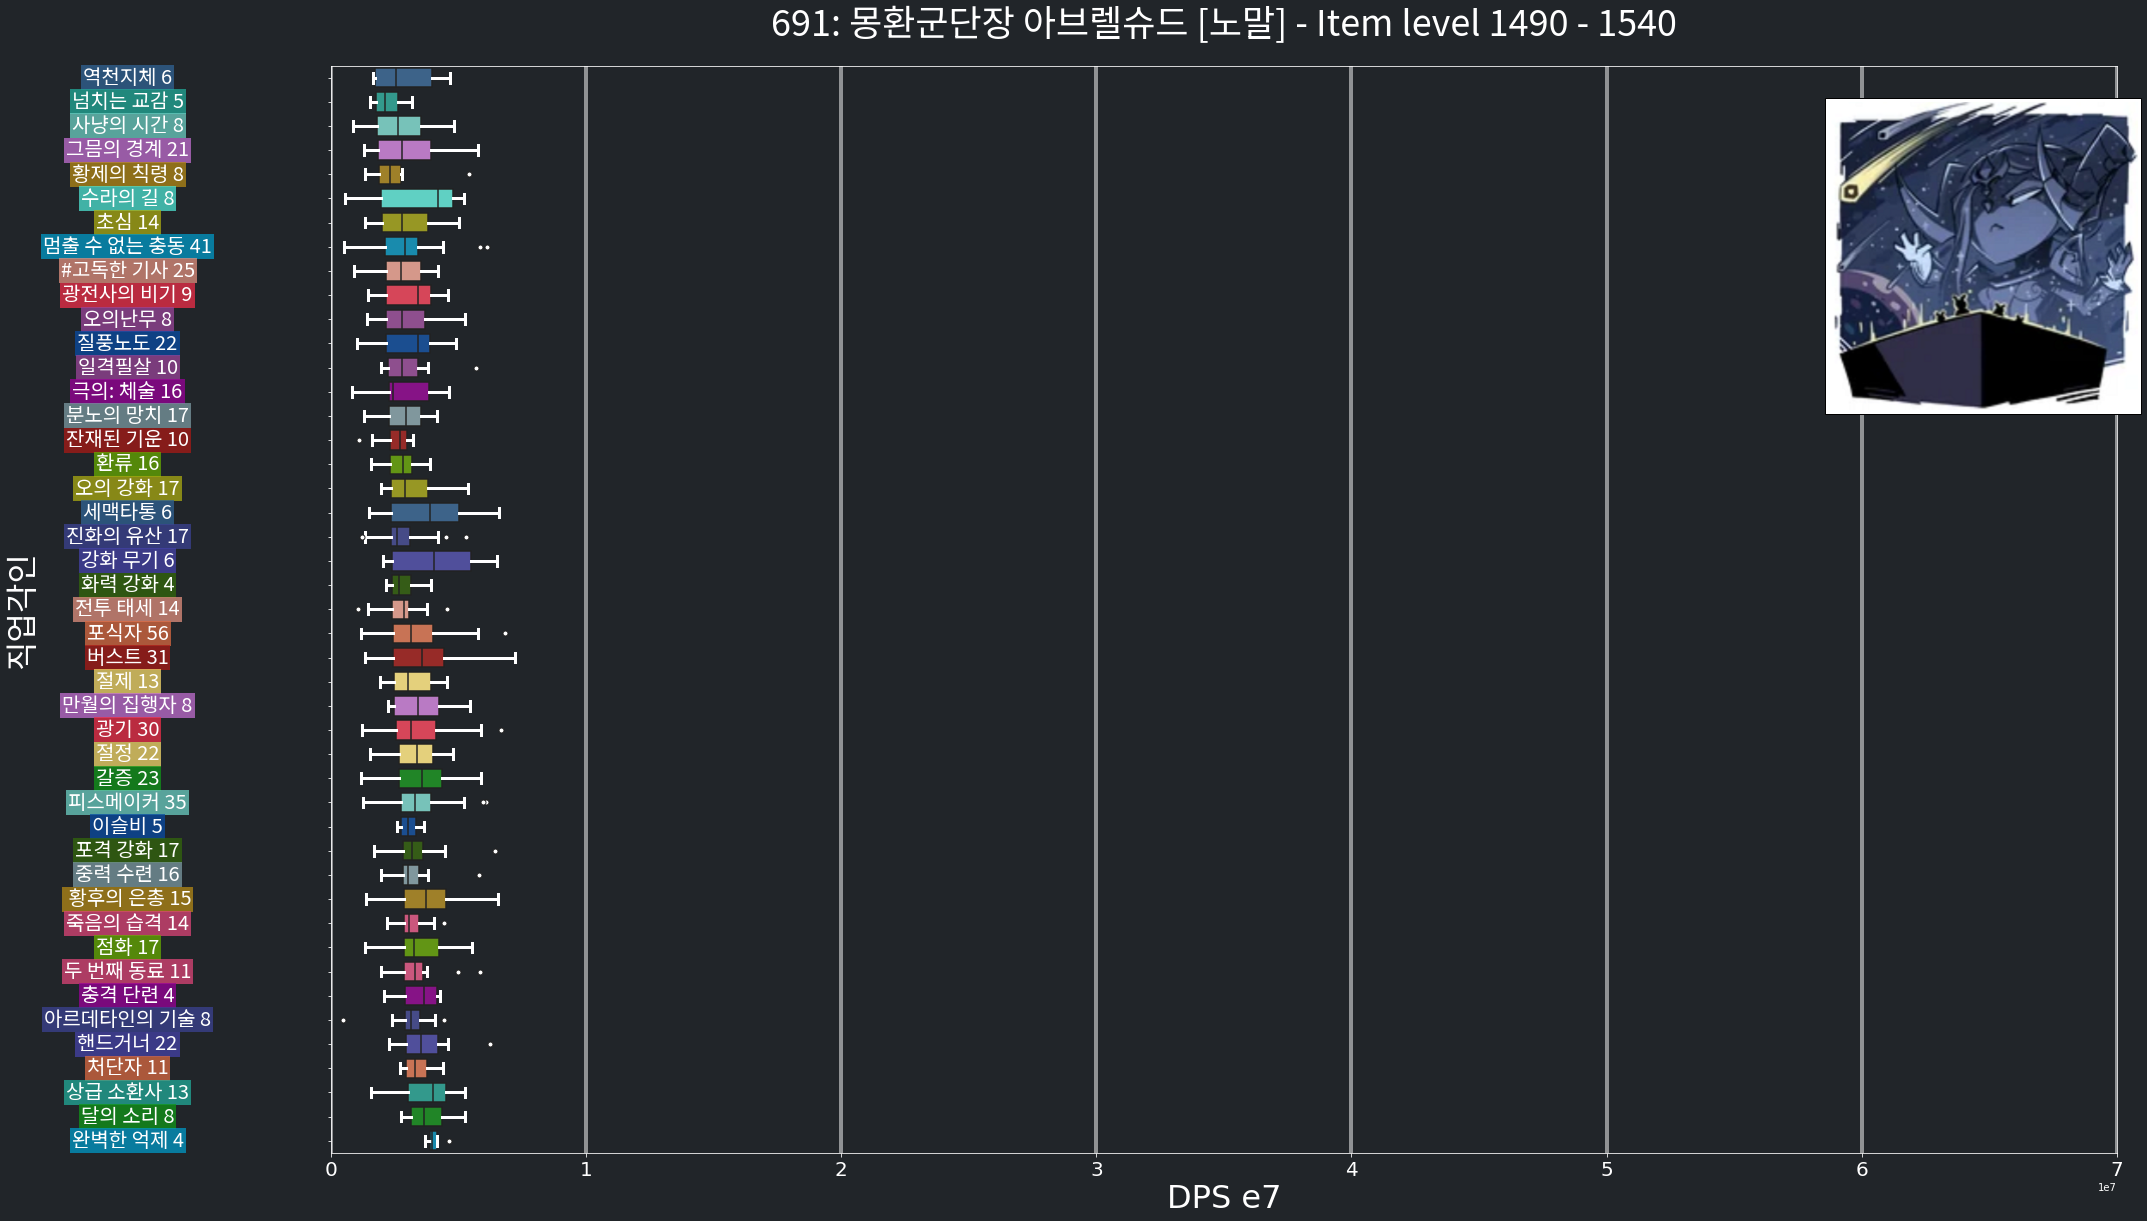 691: 몽환군단장 아브렐슈드 [노말] - Item level 1490 - 1540
역천지체 6
넘치는 교감 5
사냥의 시간 8
그믐의 경계 21
황제의 칙령 8
수라의 길 8
초심 14
멈출 수 없는 충동 41
#고독한 기사 25
광전사의 비기 9
오의난무 8
질풍노도 22
일격필살 10
극의: 체술 16
분노의 망치 17
잔재된 기운 10
환류 16
오의 강화 17
세맥타통 6
진화의 유산 17
강화 무기 6
화력 강화 4
전투 태세 14
포식자 56
버스트 31
절제 13
만월의 집행자 8
광기 30
절정 22
갈증 23
피스메이커 35
이슬비 5
포격 강화 17
중력 수련 16
황후의 은총 15
죽음의 습격 14
점화 17
두 번째 동료 11
충격 단련 4
아르데타인의 기술 8
핸드거너 22
처단자 11
상급 소환사 13
달의 소리 8
완벽한 억제 4
직업각인
0 1 2 3 4 5 6 7
1e7
DPS e7